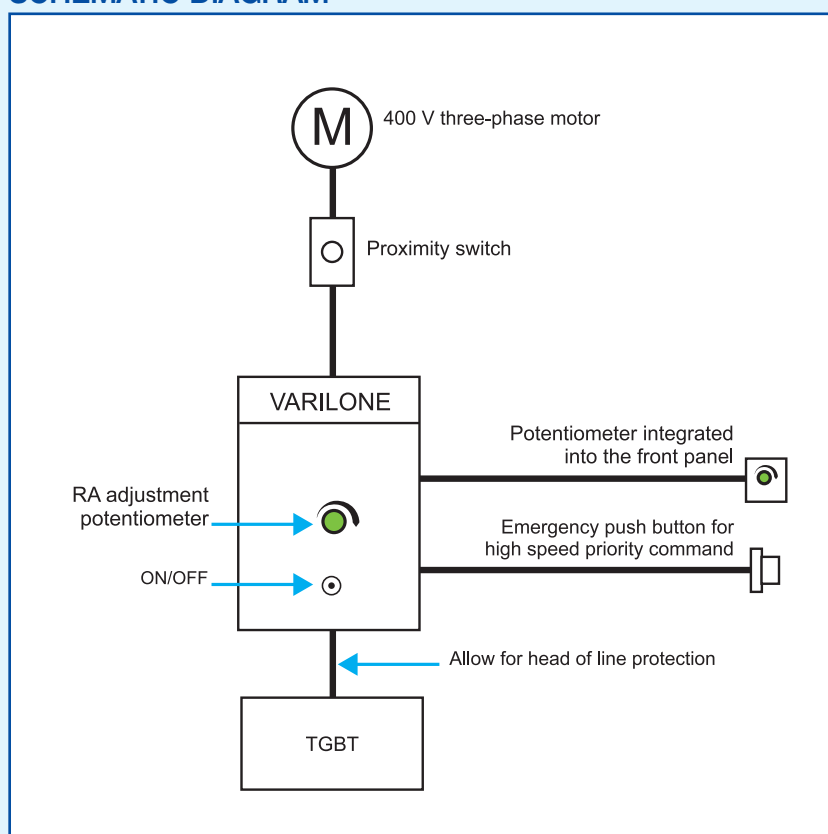 SCHEMATIC DIAGRAM
M
400 V three-phase motor
Proximity switch
VARILONE
Potentiometer integrated
into the front panel
RA adjustment
potentiometer
Emergency push button for
high speed priority command
ON/OFF
Allow for head of line protection
TGBT